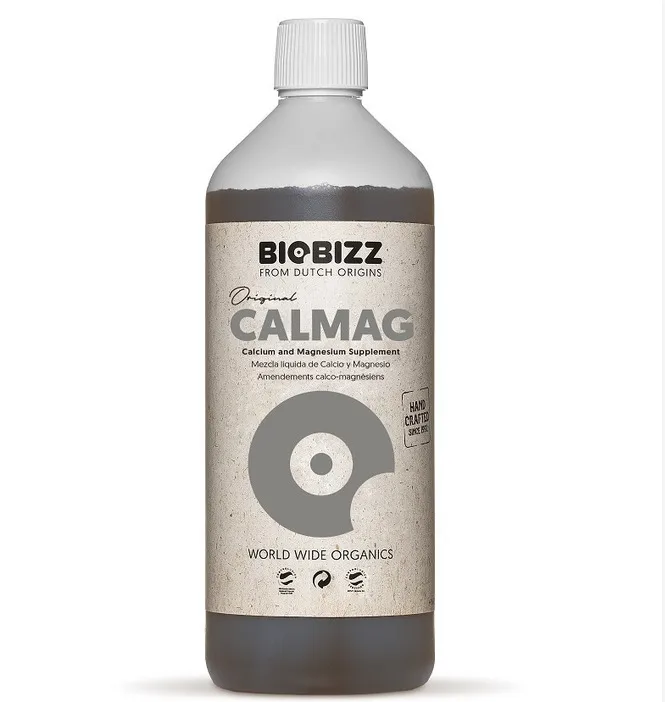 BIOBIZZ
FROM DUTCH ORIGINS
Original
CALMAG
Calcium and Magnesium Supplement
Mezcla líquida de Calcio y Magnesio
Amendements calco-magnésiens
HAND
CRAFTED
SINCE
WORLD WIDE ORGANICS